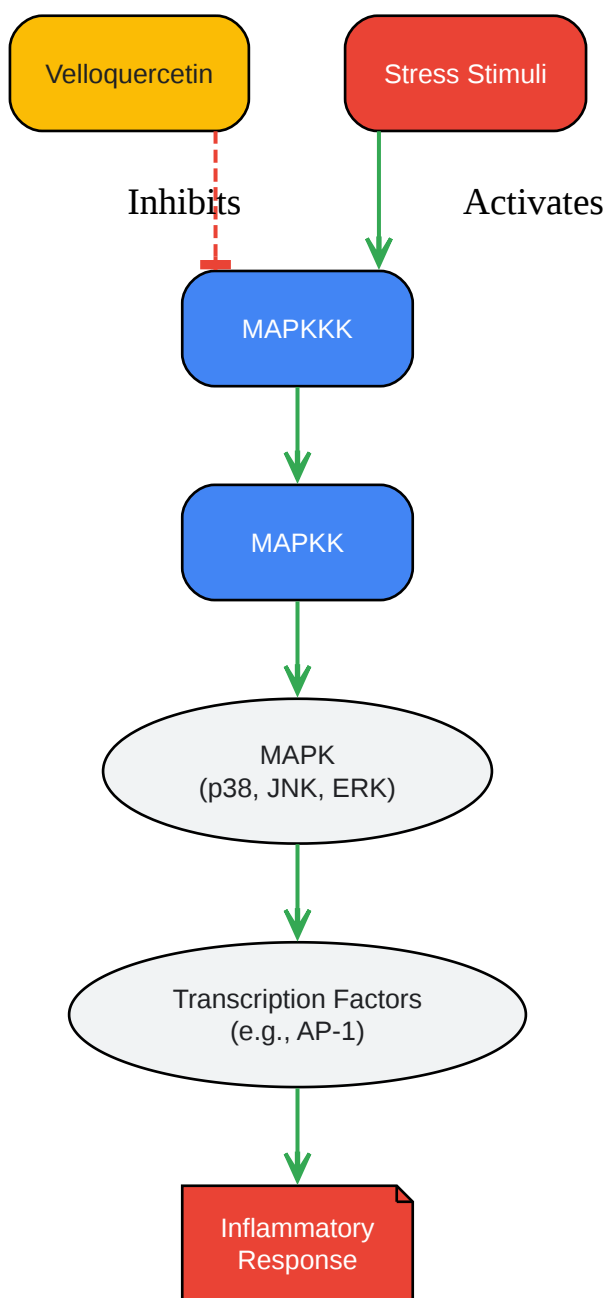 Velloquercetin
Stress Stimuli
Inhibits
Activates
MAPKKK
MAPKK
MAPK
(p38, JNK, ERK)
Transcription Factors
(e.g., AP-1)
Inflammatory
Response